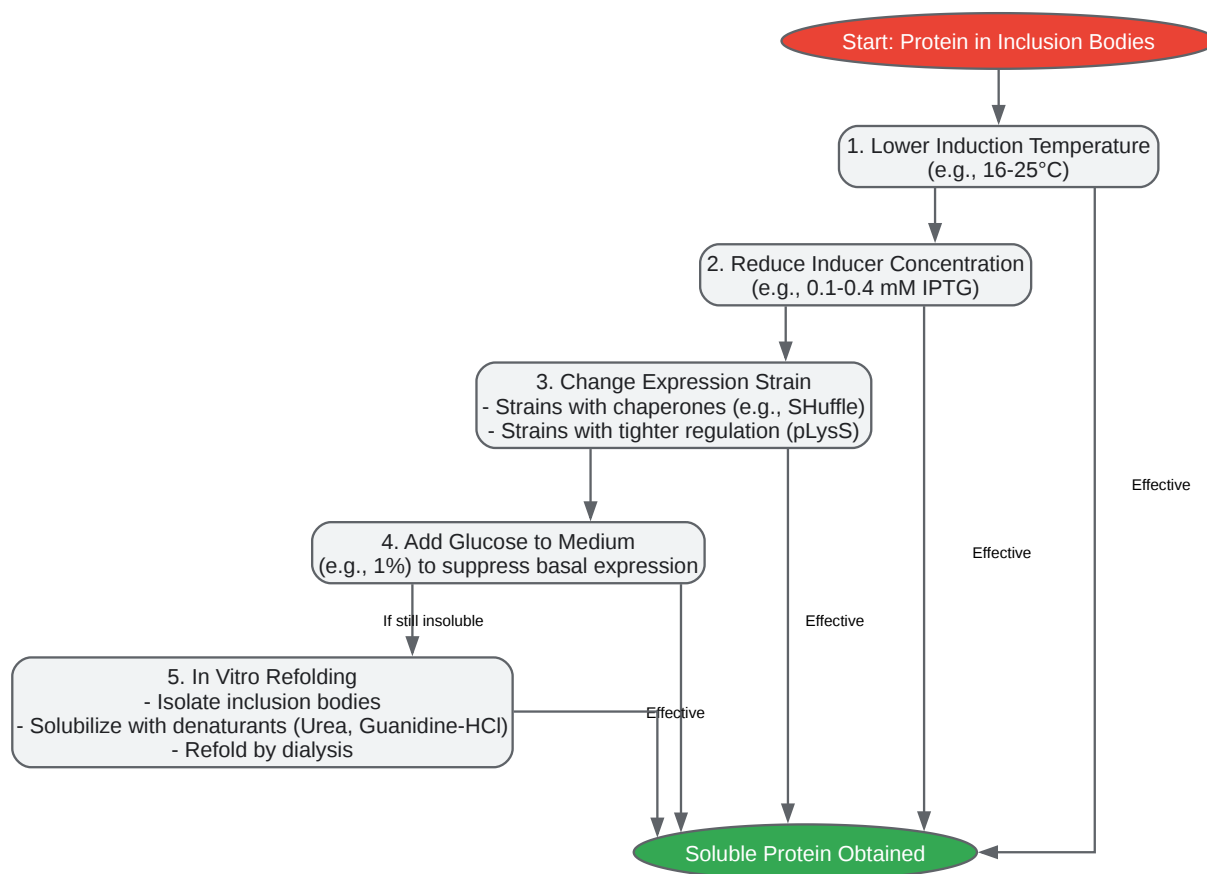 Start: Protein in Inclusion Bodies
1. Lower Induction Temperature
(e.g., 16-25°C)
2. Reduce Inducer Concentration
(e.g., 0.1-0.4 mM IPTG)
3. Change Expression Strain
- Strains with chaperones (e.g., SHuffle)
- Strains with tighter regulation (pLysS)
Effective
4. Add Glucose to Medium
(e.g., 1%) to suppress basal expression
Effective
If still insoluble
Effective
5. In Vitro Refolding
- Isolate inclusion bodies
- Solubilize with denaturants (Urea, Guanidine-HCl)
- Refold by dialysis
Effective
Soluble Protein Obtained